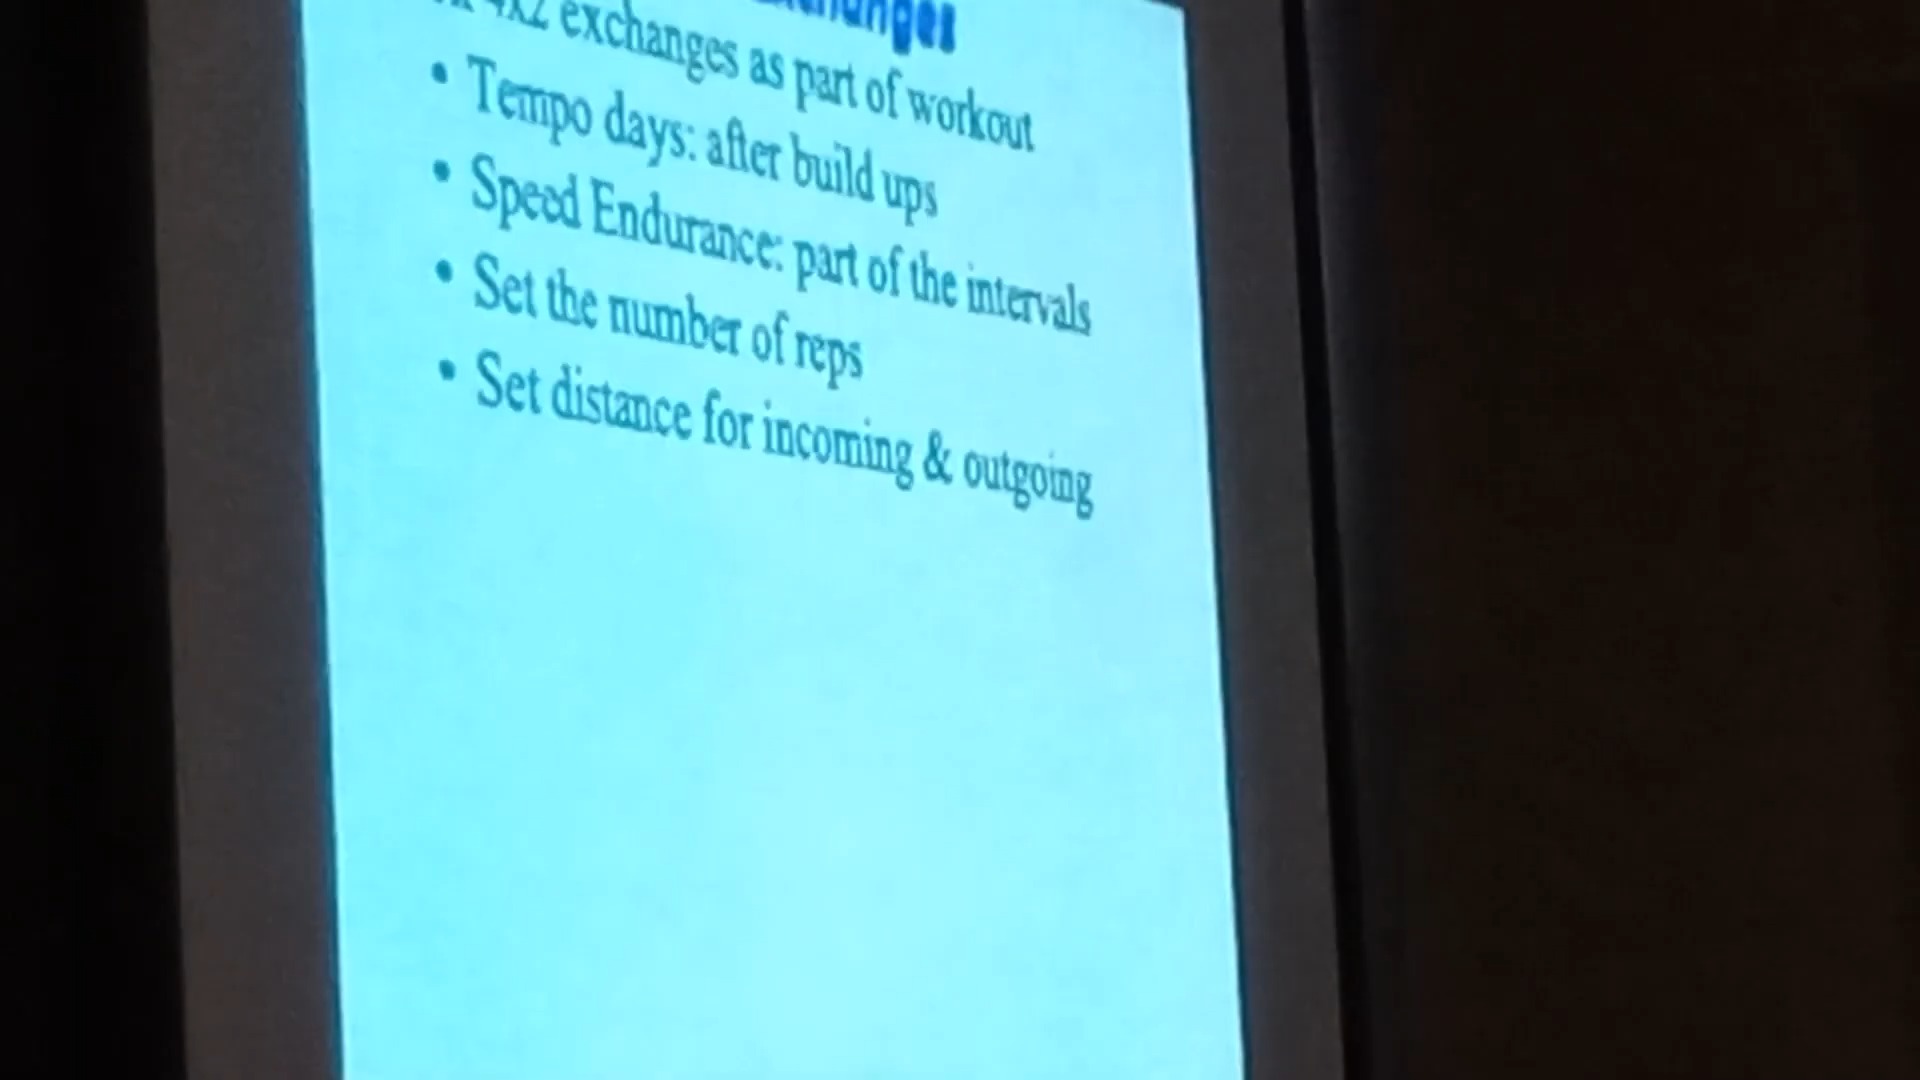 4x2 exchanges as part of workout
• Tempo days: after build ups
• Speed Endurance: part of the intervals
• Set the number of reps
• Set distance for incoming & outgoing